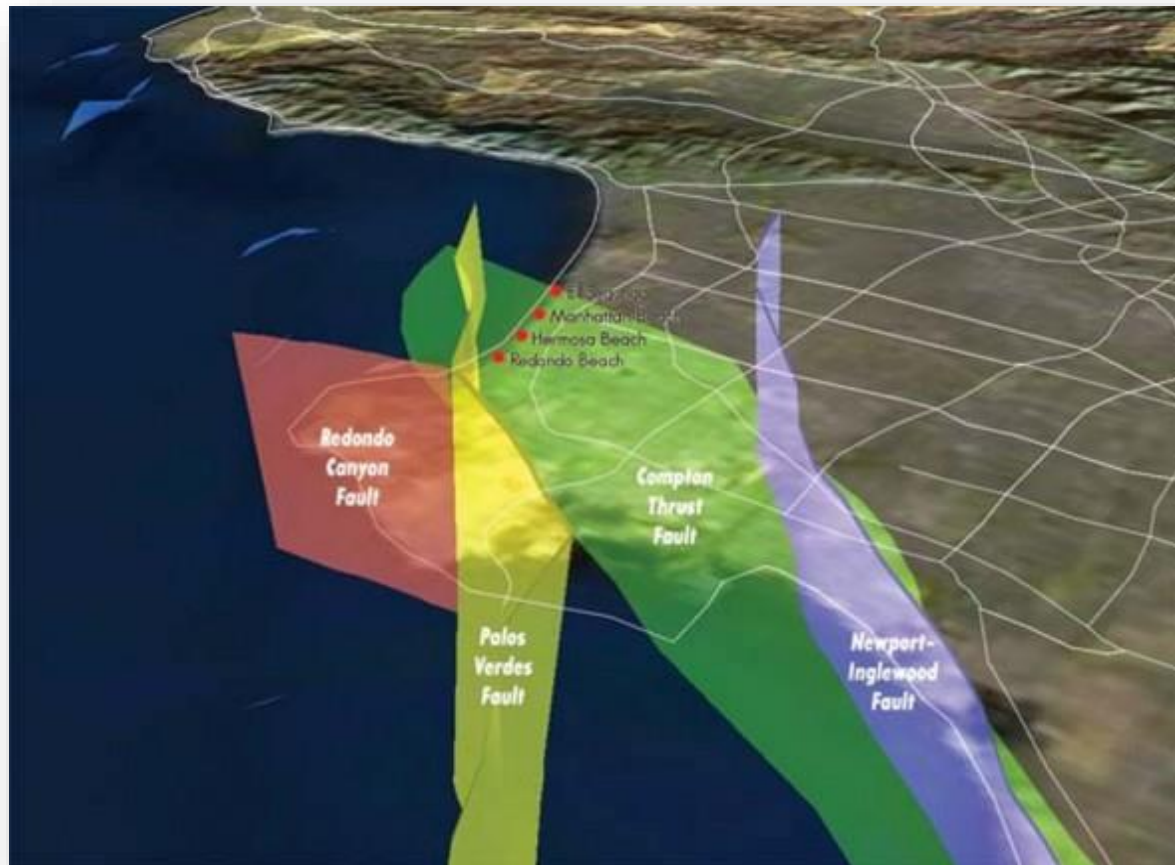 El Segundo
Manhattan Beach
Hermosa Beach
Redondo Beach
Redondo
Canyon
Fault
Compton
Thrust
Fault
Palos
Verdes
Fault
Newport-
Inglewood
Fault